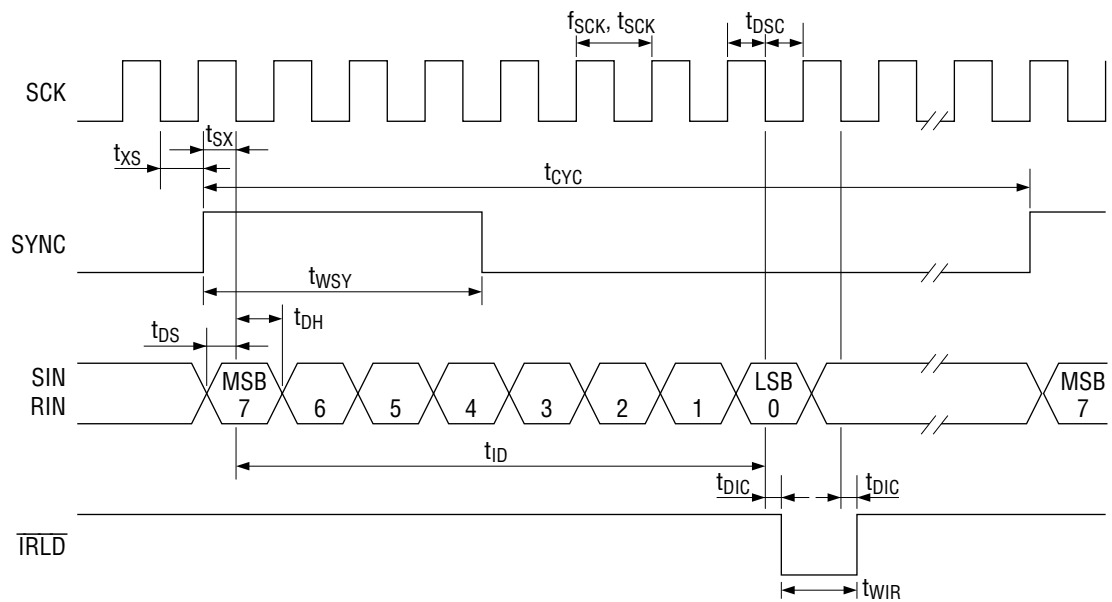 fSCK, tSCK
tDSC
SCK
tSX
tXS
tCYC
SYNC
tWSY
tDH
tDS
SIN
RIN
MSB
7 6 5 4 3 2 1
LSB
0
MSB
7
tID
tDIC
tDIC
IRLD
tWIR